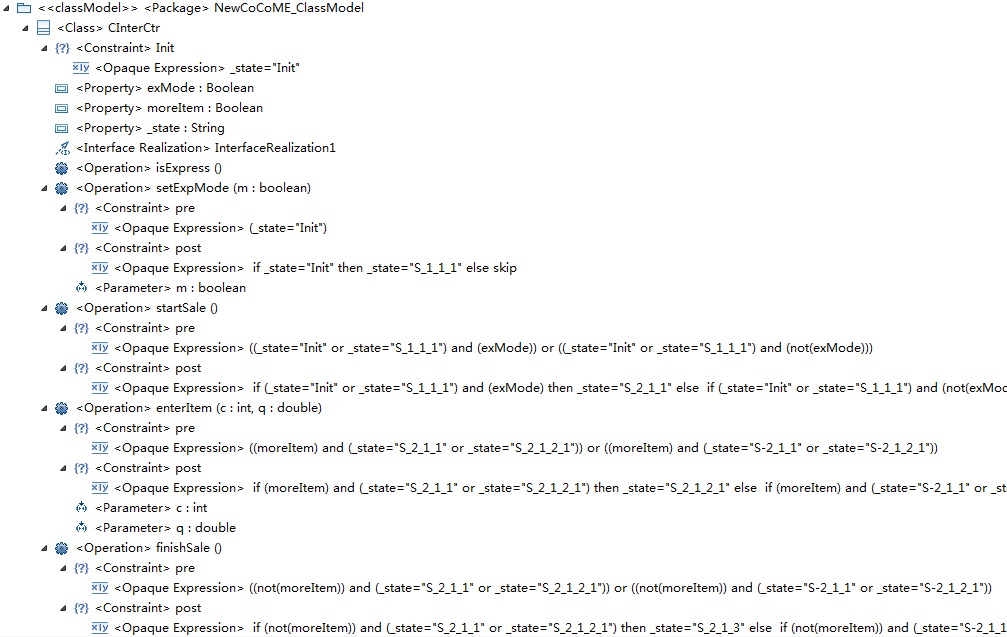 <<classModel>> <Package> NewCoCoME_ClassModel
<Class> CInterCtr
{?} <Constraint> Init
x|y <Opaque Expression> _state="Init"
<Property> exMode : Boolean
<Property> moreItem : Boolean
<Property> _state : String
<Interface Realization> InterfaceRealization1
<Operation> isExpress ()
<Operation> setExpMode (m : boolean)
{?} <Constraint> pre
x|y <Opaque Expression> (_state="Init")
{?} <Constraint> post
x|y <Opaque Expression> if _state="Init" then _state="S_1_1_1" else skip
<Parameter> m : boolean
<Operation> startSale ()
{?} <Constraint> pre
x|y <Opaque Expression> ((_state="Init" or _state="S_1_1_1") and (exMode)) or ((_state="Init" or _state="S_1_1_1") and (not(exMode)))
{?} <Constraint> post
x|y <Opaque Expression> if (_state="Init" or _state="S_1_1_1") and (exMode) then _state="S_2_1_1" else if (_state="Init" or _state="S_1_1_1") and (not(exMod
<Operation> enterItem (c : int, q : double)
{?} <Constraint> pre
x|y <Opaque Expression> ((moreItem) and (_state="S_2_1_1" or _state="S_2_1_2_1")) or ((moreItem) and (_state="S-2_1_1" or _state="S-2_1_2_1"))
{?} <Constraint> post
x|y <Opaque Expression> if (moreItem) and (_state="S_2_1_1" or _state="S_2_1_2_1") then _state="S_2_1_2_1" else if (moreItem) and (_state="S-2_1_1" or _st
<Parameter> c : int
<Parameter> q : double
<Operation> finishSale ()
{?} <Constraint> pre
x|y <Opaque Expression> ((not(moreItem)) and (_state="S_2_1_1" or _state="S_2_1_2_1")) or ((not(moreItem)) and (_state="S-2_1_1" or _state="S-2_1_2_1"))
{?} <Constraint> post
x|y <Opaque Expression> if (not(moreItem)) and (_state="S_2_1_1" or _state="S_2_1_2_1") then _state="S_2_1_3" else if (not(moreItem)) and (_state="S-2_1_1